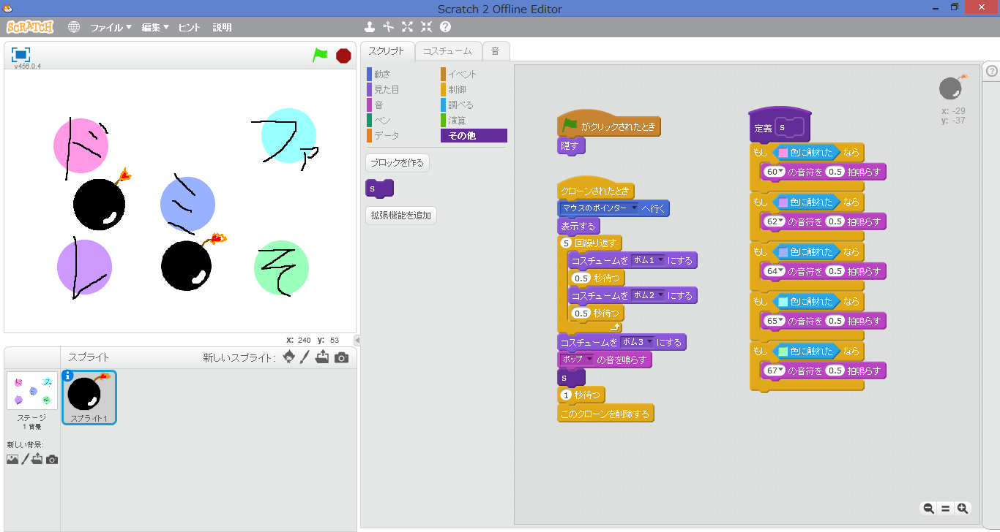 Scratch 2 Offline Editor
SCRATCH ファイル▼ 編集▼ ヒント 説明
v456.0.4
ド
ファ
ミ
レ
そ
x: 240 y: 53
スプライト 新しいスプライト:
ステージ
1 背景
新しい背景:
スプライト1
スクリプト コスチューム 音
動き イベント
見た目 制御
音 調べる
ペン 演算
データ その他
ブロックを作る
s
拡張機能を追加
がクリックされたとき
隠す
クローンされたとき
マウスのポインター へ行く
表示する
5 回繰り返す
コスチュームを ボム1 にする
0.5 秒待つ
コスチュームを ボム2 にする
0.5 秒待つ
コスチュームを ボム3 にする
ポップ の音を鳴らす
s
1 秒待つ
このクローンを削除する
定義 s
もし 色に触れた なら
60 の音符を 0.5 拍鳴らす
もし 色に触れた なら
62 の音符を 0.5 拍鳴らす
もし 色に触れた なら
64 の音符を 0.5 拍鳴らす
もし 色に触れた なら
65 の音符を 0.5 拍鳴らす
もし 色に触れた なら
67 の音符を 0.5 拍鳴らす
x: -29
y: -37